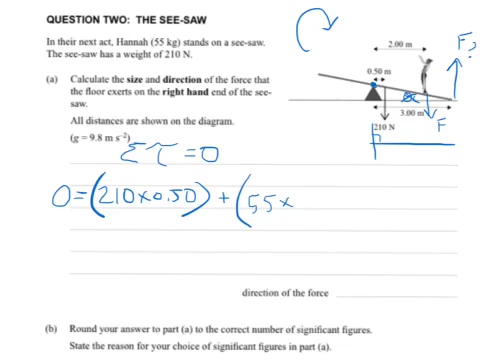 QUESTION TWO: THE SEE-SAW
In their next act, Hannah (55 kg) stands on a see-saw.
The see-saw has a weight of 210 N.
(a) Calculate the size and direction of the force that
the floor exerts on the right hand end of the see-
saw.
All distances are shown on the diagram.
(g = 9.8 m s⁻²)
2.00 m
F?
0.50 m
3.00 m
F
210 N
Στ = 0
0 = (210 × 0.50) + (55 ×
direction of the force
(b) Round your answer to part (a) to the correct number of significant figures.
State the reason for your choice of significant figures in part (a).